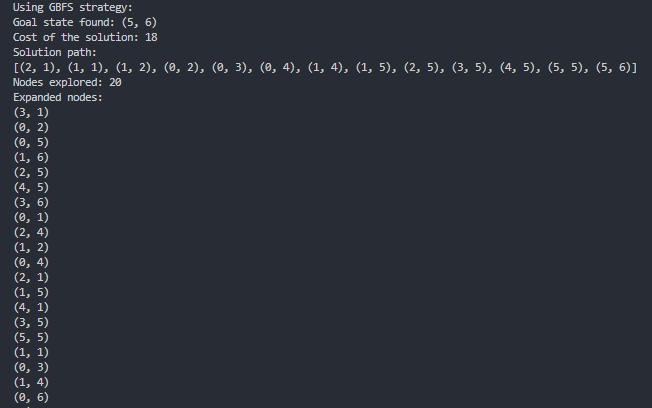 Using GBFS strategy:
Goal state found: (5, 6)
Cost of the solution: 18
Solution path:
[(2, 1), (1, 1), (1, 2), (0, 2), (0, 3), (0, 4), (1, 4), (1, 5), (2, 5), (3, 5), (4, 5), (5, 5), (5, 6)]
Nodes explored: 20
Expanded nodes:
(3, 1)
(0, 2)
(0, 5)
(1, 6)
(2, 5)
(4, 5)
(3, 6)
(0, 1)
(2, 4)
(1, 2)
(0, 4)
(2, 1)
(1, 5)
(4, 1)
(3, 5)
(5, 5)
(1, 1)
(0, 3)
(1, 4)
(0, 6)